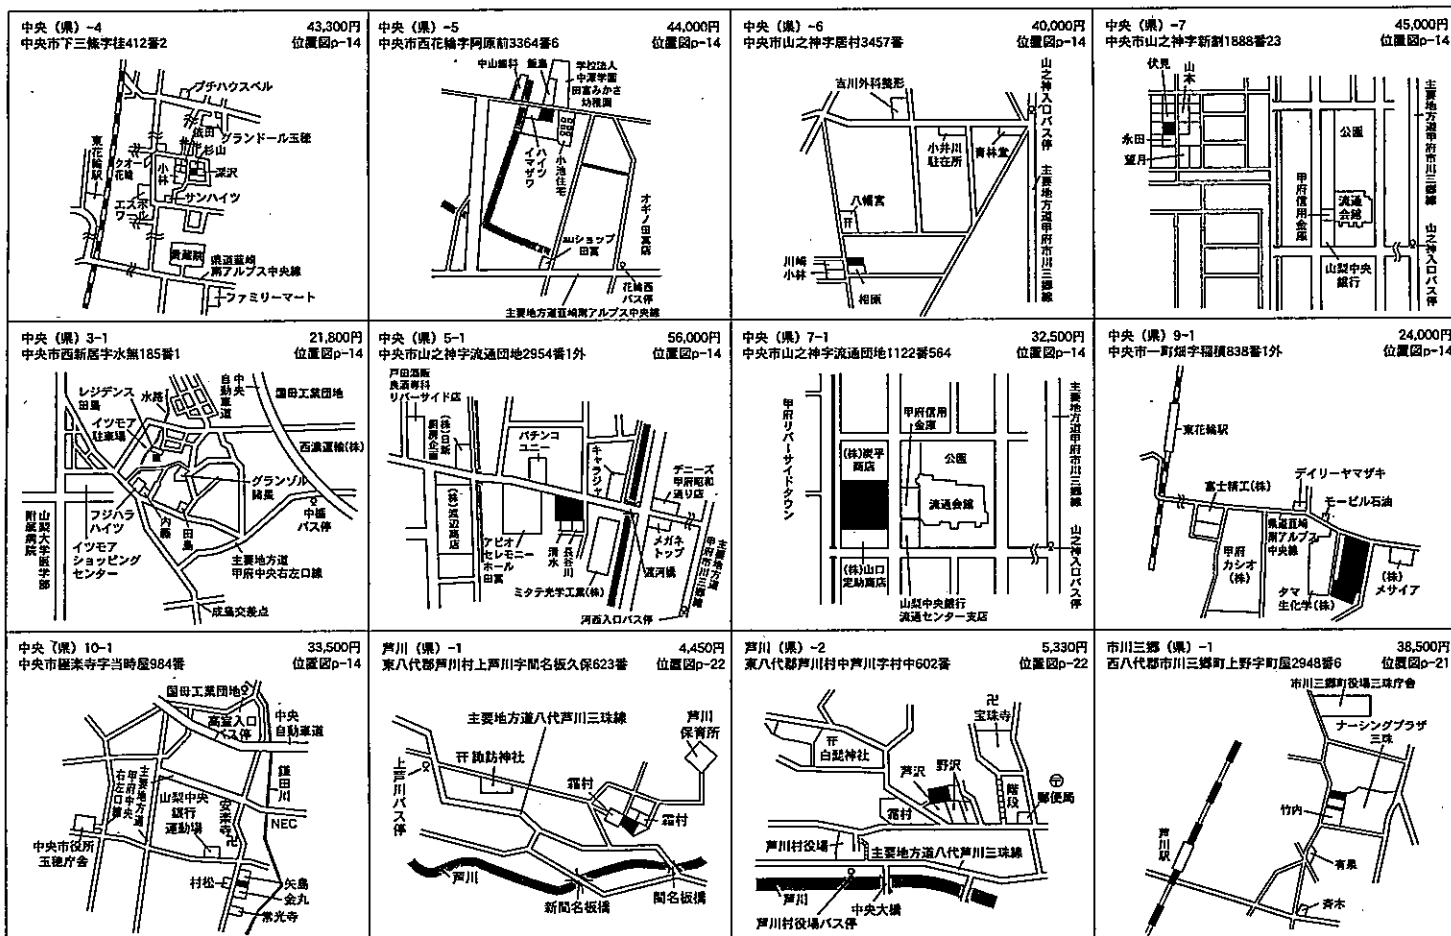 中央（県）-4 43,300円
中央市下三條字徃412番2 位置図p-14
プチハウスベル
依田
グランドール玉穂
杉山
東花輪駅
クオーレ花輪
小林
深沢
エスポワール
サンハイツ
貴蔵院
県道韮崎
南アルプス中央線
ファミリーマート
中央（県）-5 44,000円
中央市西花輪字阿原前3364番6 位置図p-14
中山歯科
飯島
学校法人
中澤学園
田富みかさ
幼稚園
ハイツ
イマザワ
小池住宅
オギノ田富店
auショップ
田富
花輪西
バス停
主要地方道韮崎南アルプス中央線
中央（県）-6 40,000円
中央市山之神字居村3457番 位置図p-14
吉川外科整形
山之神入口バス停
小井川
駐在所
青林堂
主要地方道甲府市川三郷線
八幡宮
川崎
小林
相原
中央（県）-7 45,000円
中央市山之神字新割1888番23 位置図p-14
伏見
山本
永田
望月
公園
甲府信用金庫
流通
会館
山梨中央
銀行
主要地方道甲府市川三郷線
山之神入口バス停
中央（県）3-1 21,800円
中央市西新居字水無185番1 位置図p-14
レジデンス
田島
水路
中央
自動車道
国母工業団地
イツモア
駐車場
西濃運輸(株)
グランゾル
諸星
フジハラ
ハイツ
内藤
田島
中楯
バス停
山梨大学医学部
附属病院
イツモア
ショッピング
センター
主要地方道
甲府中央右左口線
成島交差点
中央（県）5-1 56,000円
中央市山之神字流通団地2954番1外 位置図p-14
戸田酒販
良酒専科
リバーサイド店
(株)日新
厨房企画
パチンコ
ユニー
キャラジャ
デニーズ
甲府昭和
通り店
(株)渡辺商店
アピオ
セレモニー
ホール
田富
清水
長谷川
メガネ
トップ
渡河橋
ミタテ光学工業(株)
主要地方道
甲府市川三郷線
河西入口バス停
中央（県）7-1 32,500円
中央市山之神字流通団地1122番564 位置図p-14
甲府リバーサイドタウン
甲府信用
金庫
(株)炭平
商店
公園
流通会館
(株)山口
定助商店
山梨中央銀行
流通センター支店
主要地方道甲府市川三郷線
山之神入口バス停
中央（県）9-1 24,000円
中央市一町畑字稲積838番1外 位置図p-14
東花輪駅
デイリーヤマザキ
富士精工(株)
モービル石油
県道韮崎
南アルプス
中央線
甲府
カシオ
(株)
タマ
生化学(株)
(株)
メサイア
中央（県）10-1 33,500円
中央市極楽寺字当時屋984番 位置図p-14
国母工業団地
高室入口
バス停
中央
自動車道
鎌田川
主要地方道
甲府中央
右左口線
山梨中央
銀行
運動場
安楽寺
NEC
中央市役所
玉穂庁舎
村松
矢島
金丸
常光寺
芦川（県）-1 4,450円
東八代郡芦川村上芦川字間名板久保623番 位置図p-22
主要地方道八代芦川三珠線
芦川
保育所
諏訪神社
上芦川バス停
霜村
霜村
芦川
新間名板橋
間名板橋
芦川（県）-2 5,330円
東八代郡芦川村中芦川字村中602番 位置図p-22
宝珠寺
白髭神社
芦沢
野沢
階段
郵便局
霜村
芦川村役場
主要地方道八代芦川三珠線
芦川
中央大橋
芦川村役場バス停
市川三郷（県）-1 38,500円
西八代郡市川三郷町上野字町屋2948番6 位置図p-21
市川三郷町役場三珠庁舎
ナーシングプラザ
三珠
竹内
芦川駅
有泉
斉木